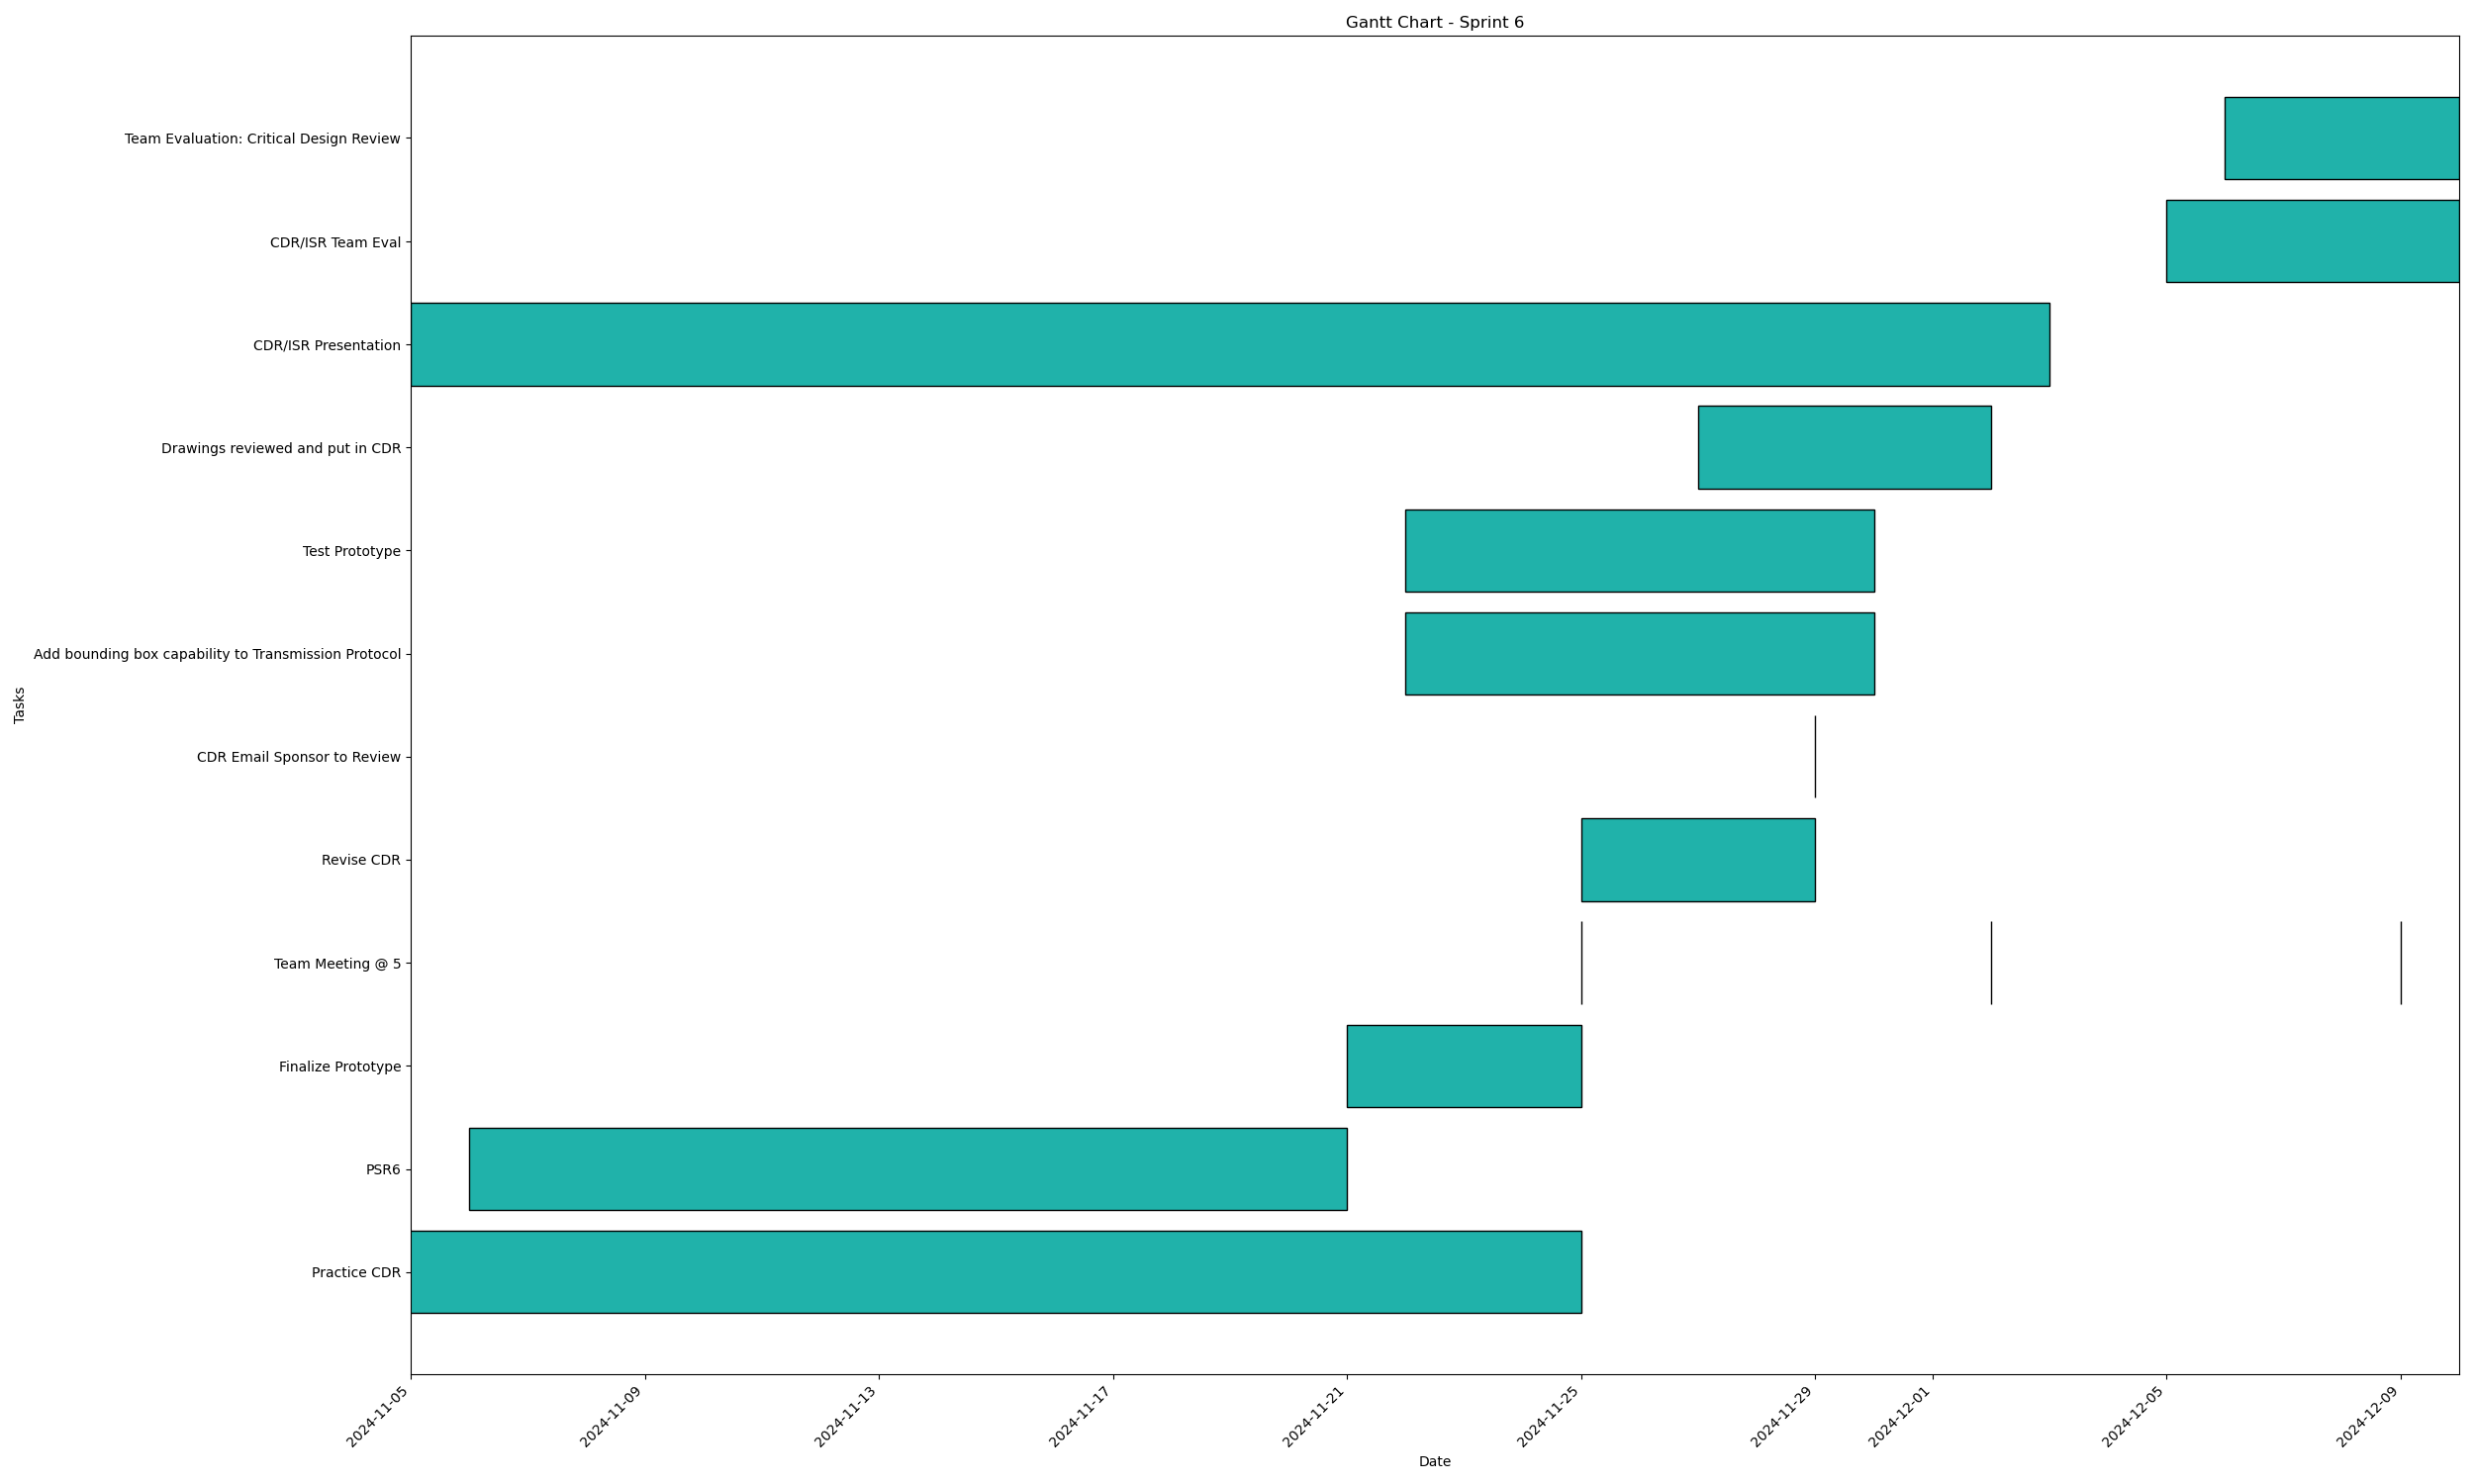 Gantt Chart - Sprint 6
Team Evaluation: Critical Design Review
CDR/ISR Team Eval
CDR/ISR Presentation
Drawings reviewed and put in CDR
Test Prototype
Add bounding box capability to Transmission Protocol
CDR Email Sponsor to Review
Revise CDR
Team Meeting @ 5
Finalize Prototype
PSR6
Practice CDR
Tasks
2024-11-05
2024-11-09
2024-11-13
2024-11-17
2024-11-21
2024-11-25
2024-11-29
2024-12-01
2024-12-05
2024-12-09
Date